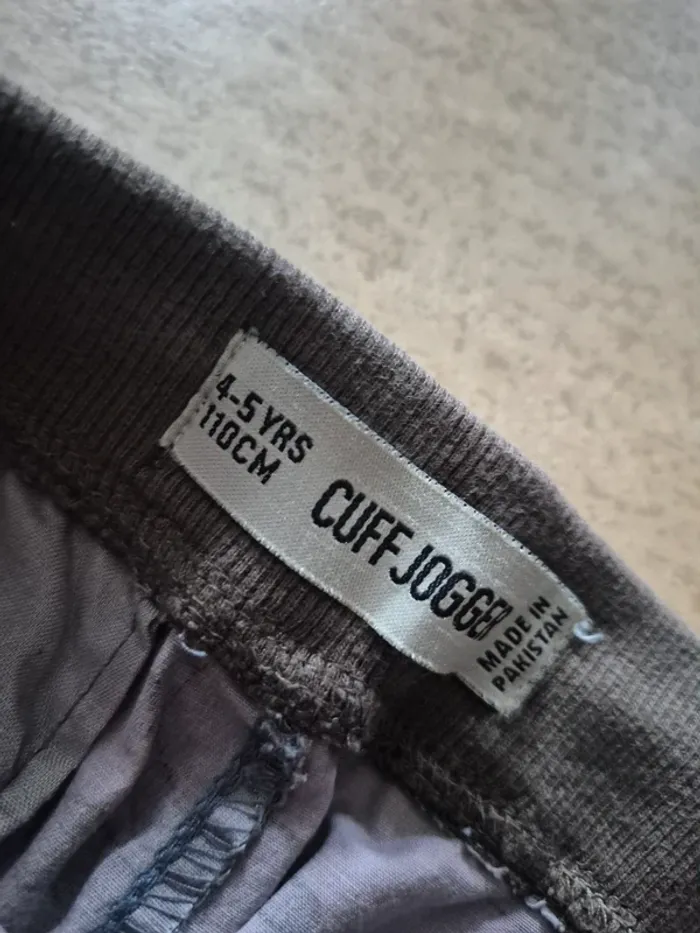 4-5 YRS
110CM
CUFF JOGGER
MADE IN
PAKISTAN